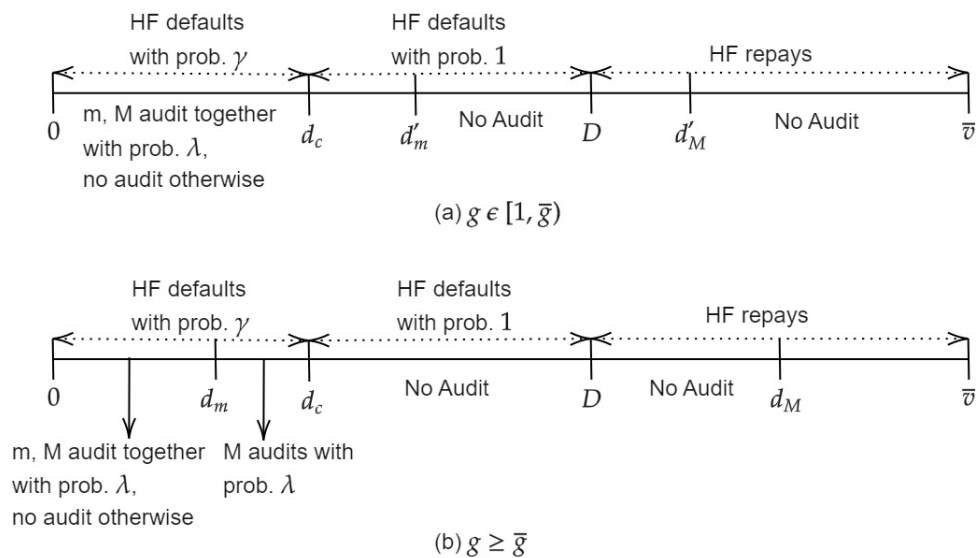 HF defaults
with prob. γ
HF defaults
with prob. 1
HF repays
0
m, M audit together
with prob. λ,
no audit otherwise
d_c
d'_m
No Audit
D
d'_M
No Audit
v̅
(a) g ϵ [1, g̅)
HF defaults
with prob. γ
HF defaults
with prob. 1
HF repays
0
d_m
d_c
No Audit
D
No Audit
d_M
v̅
m, M audit together
with prob. λ,
no audit otherwise
M audits with
prob. λ
(b) g ≥ g̅